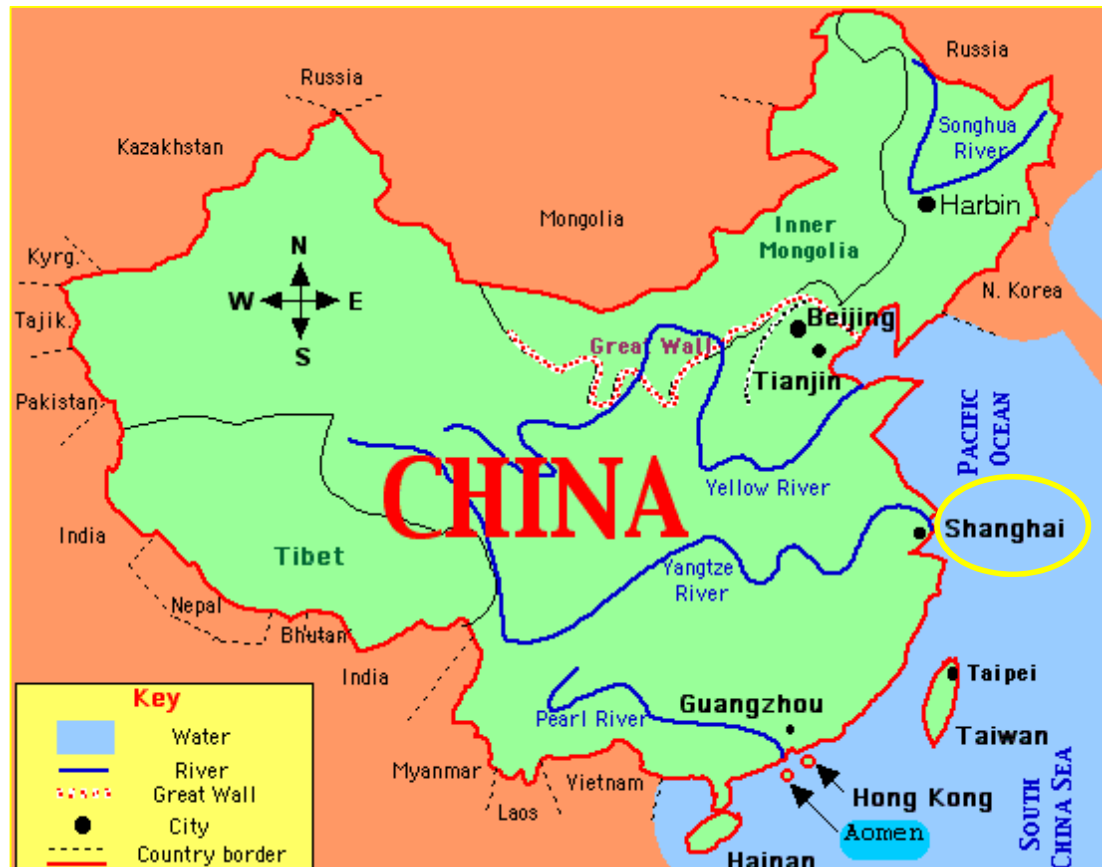 Russia
Russia
Kazakhstan
Songhua
River
Harbin
Mongolia
Inner
Mongolia
N
W E
S
Kyrg.
Tajik.
N. Korea
Beijing
Great Wall
Tianjin
Pakistan
PACIFIC
OCEAN
CHINA
Yellow River
Shanghai
India
Tibet
Yangtze
River
Nepal
Bhutan
India
Taipei
Guangzhou
Pearl River
Taiwan
Myanmar
Vietnam
Laos
Hong Kong
Aomen
Hainan
SOUTH
CHINA SEA
Key
Water
River
Great Wall
City
Country border